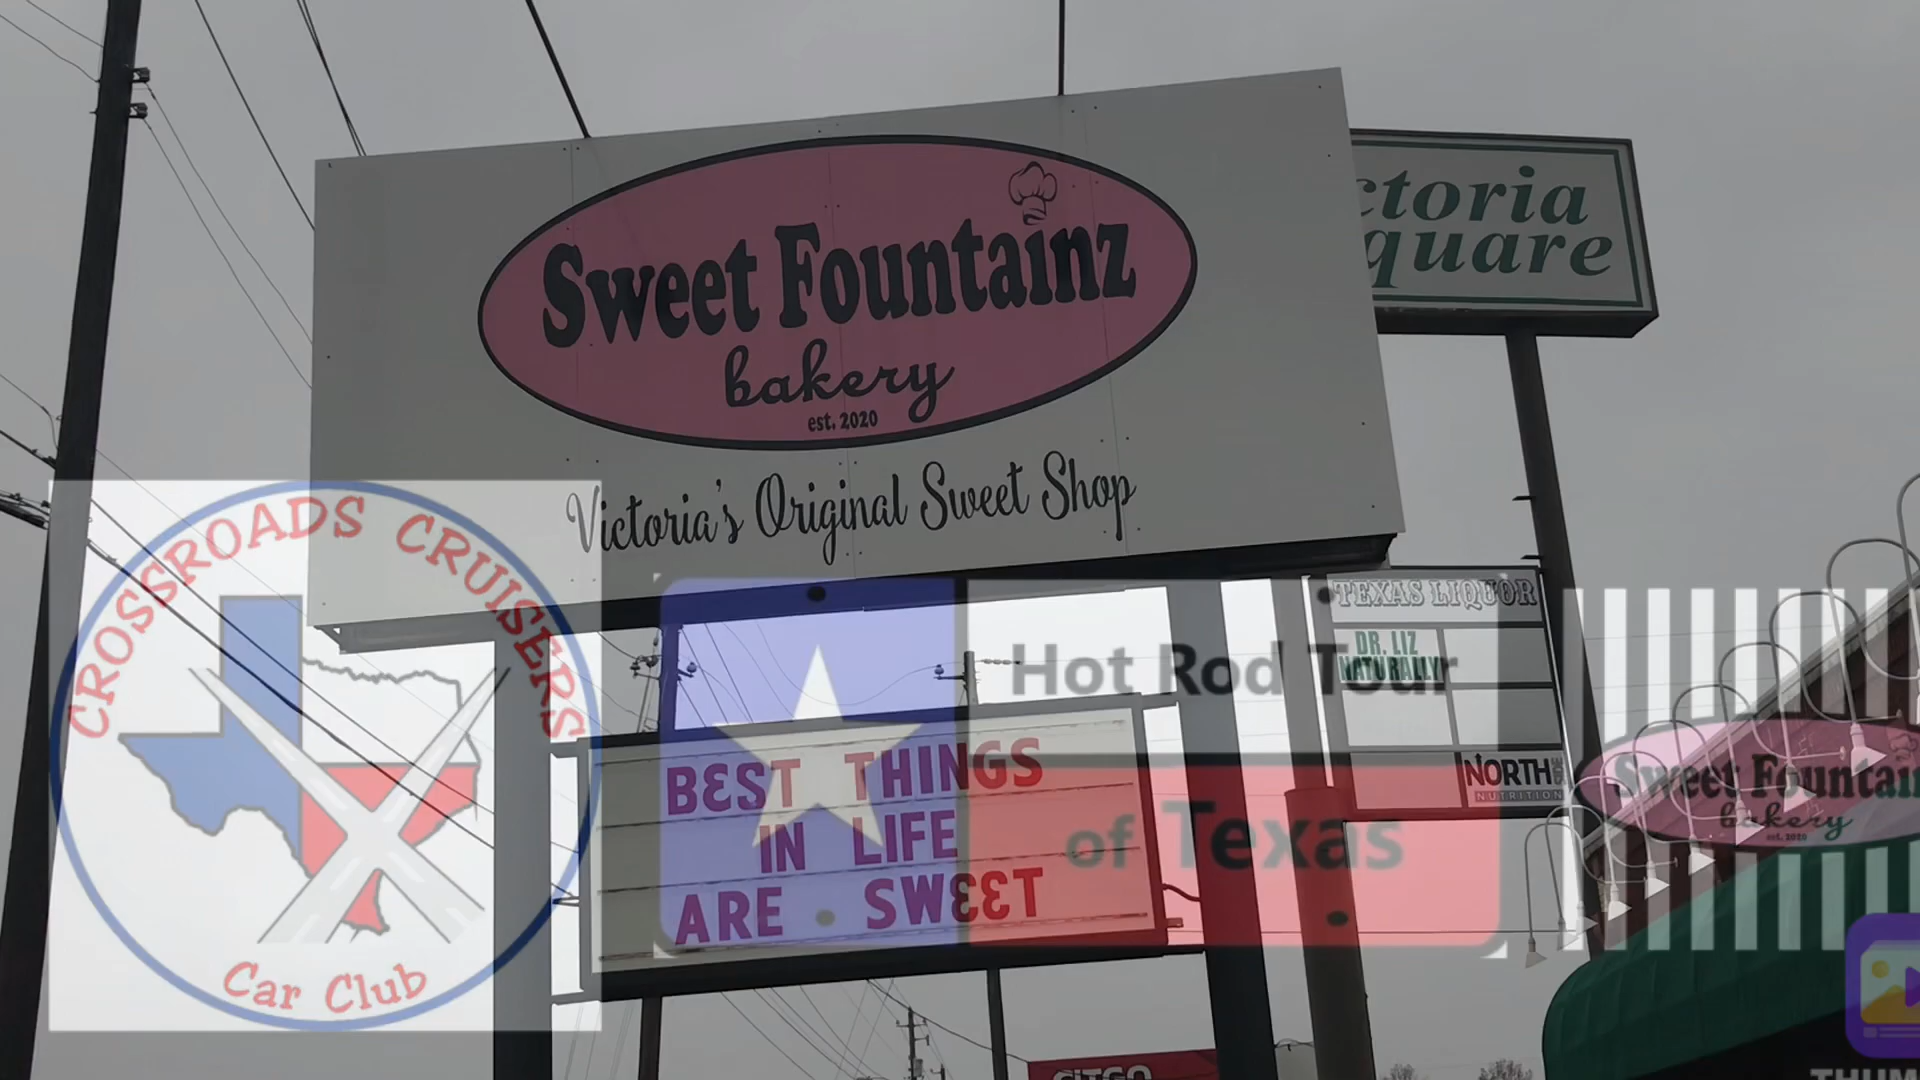 Sweet Fountainz
bakery
est. 2020
Victoria's Original Sweet Shop
ctoria
quare
CROSSROADS CRUISERS
Car Club
Hot Rod Tour
of Texas
BEST THINGS
IN LIFE
ARE SWEET
TEXAS LIQUOR
DR. LIZ
NATURALLY
NORTH
NUTRITION
Sweet Fountain
bakery
est. 2020
CITGO
THUM